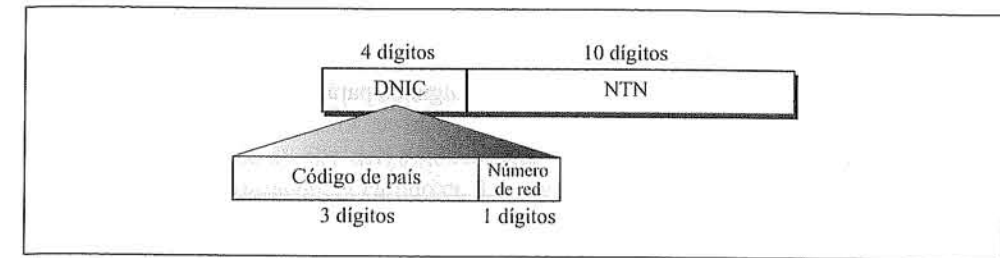 4 dígitos 10 dígitos
DNIC NTN
Código de país Número de red
3 dígitos 1 dígitos